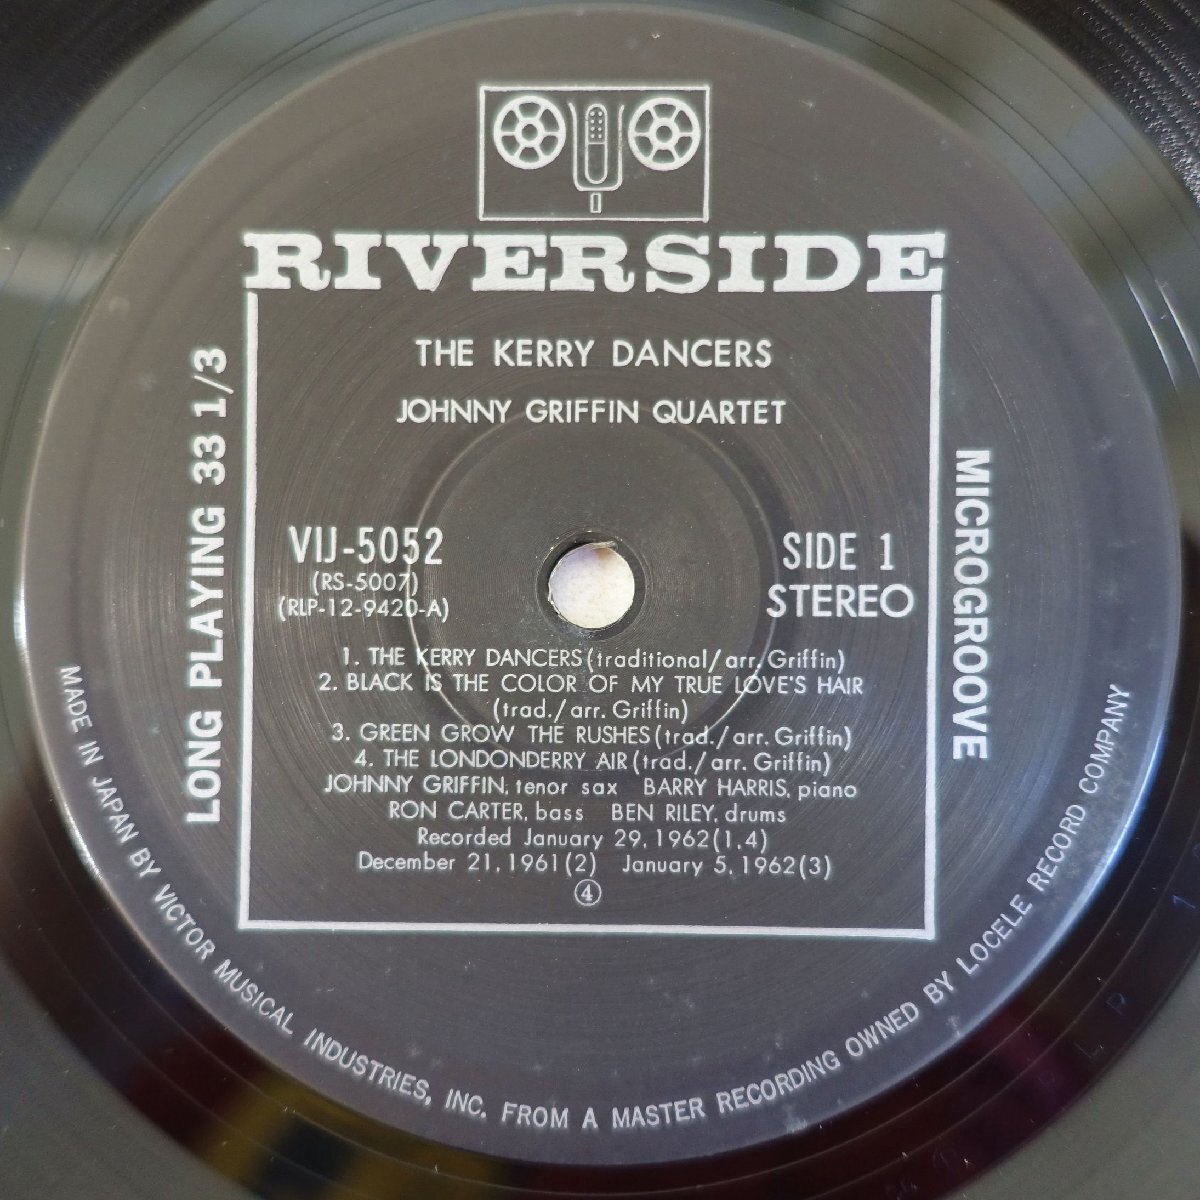 RIVERSIDE
THE KERRY DANCERS
JOHNNY GRIFFIN QUARTET
LONG PLAYING 33 1/3
MICROGROOVE
VIJ-5052
(RS-5007)
(RLP-12-9420-A)
SIDE 1
STEREO
1. THE KERRY DANCERS (traditional/arr. Griffin)
2. BLACK IS THE COLOR OF MY TRUE LOVE'S HAIR
(trad./arr. Griffin)
3. GREEN GROW THE RUSHES (trad./arr. Griffin)
4. THE LONDONDERRY AIR (trad./arr. Griffin)
JOHNNY GRIFFIN, tenor sax BARRY HARRIS, piano
RON CARTER, bass BEN RILEY, drums
Recorded January 29, 1962(1,4)
December 21, 1961(2) January 5, 1962(3)
④
MADE IN JAPAN BY VICTOR MUSICAL INDUSTRIES, INC. FROM A MASTER RECORDING OWNED BY LOCELE RECORD COMPANY